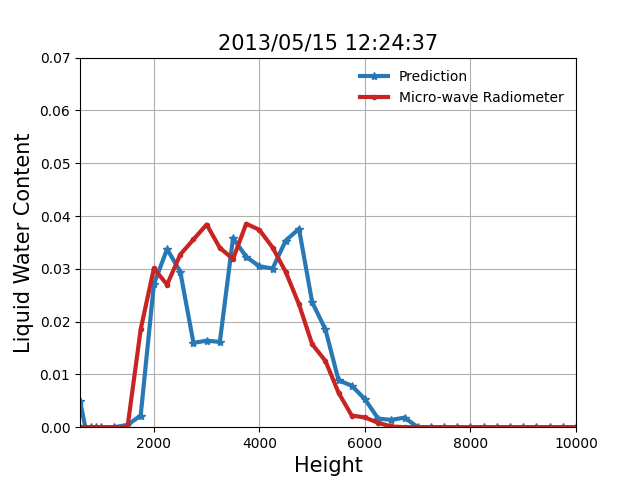 2013/05/15 12:24:37
0.07
0.06
0.05
0.04
0.03
0.02
0.01
0.00
Liquid Water Content
Prediction
Micro-wave Radiometer
2000 4000 6000 8000 10000
Height